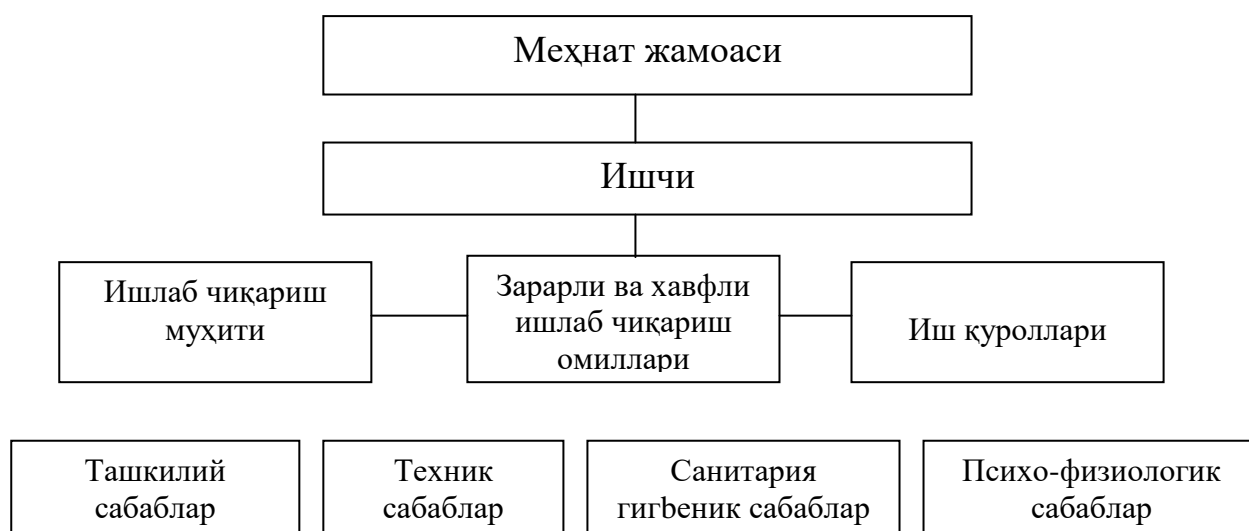 Меҳнат жамоаси
Ишчи
Ишлаб чиқариш
муҳити
Зарарли ва хавфли
ишлаб чиқариш
омиллари
Иш қуроллари
Ташкилий
сабаблар
Техник
сабаблар
Санитария
гигbеник сабаблар
Психо-физиологик
сабаблар